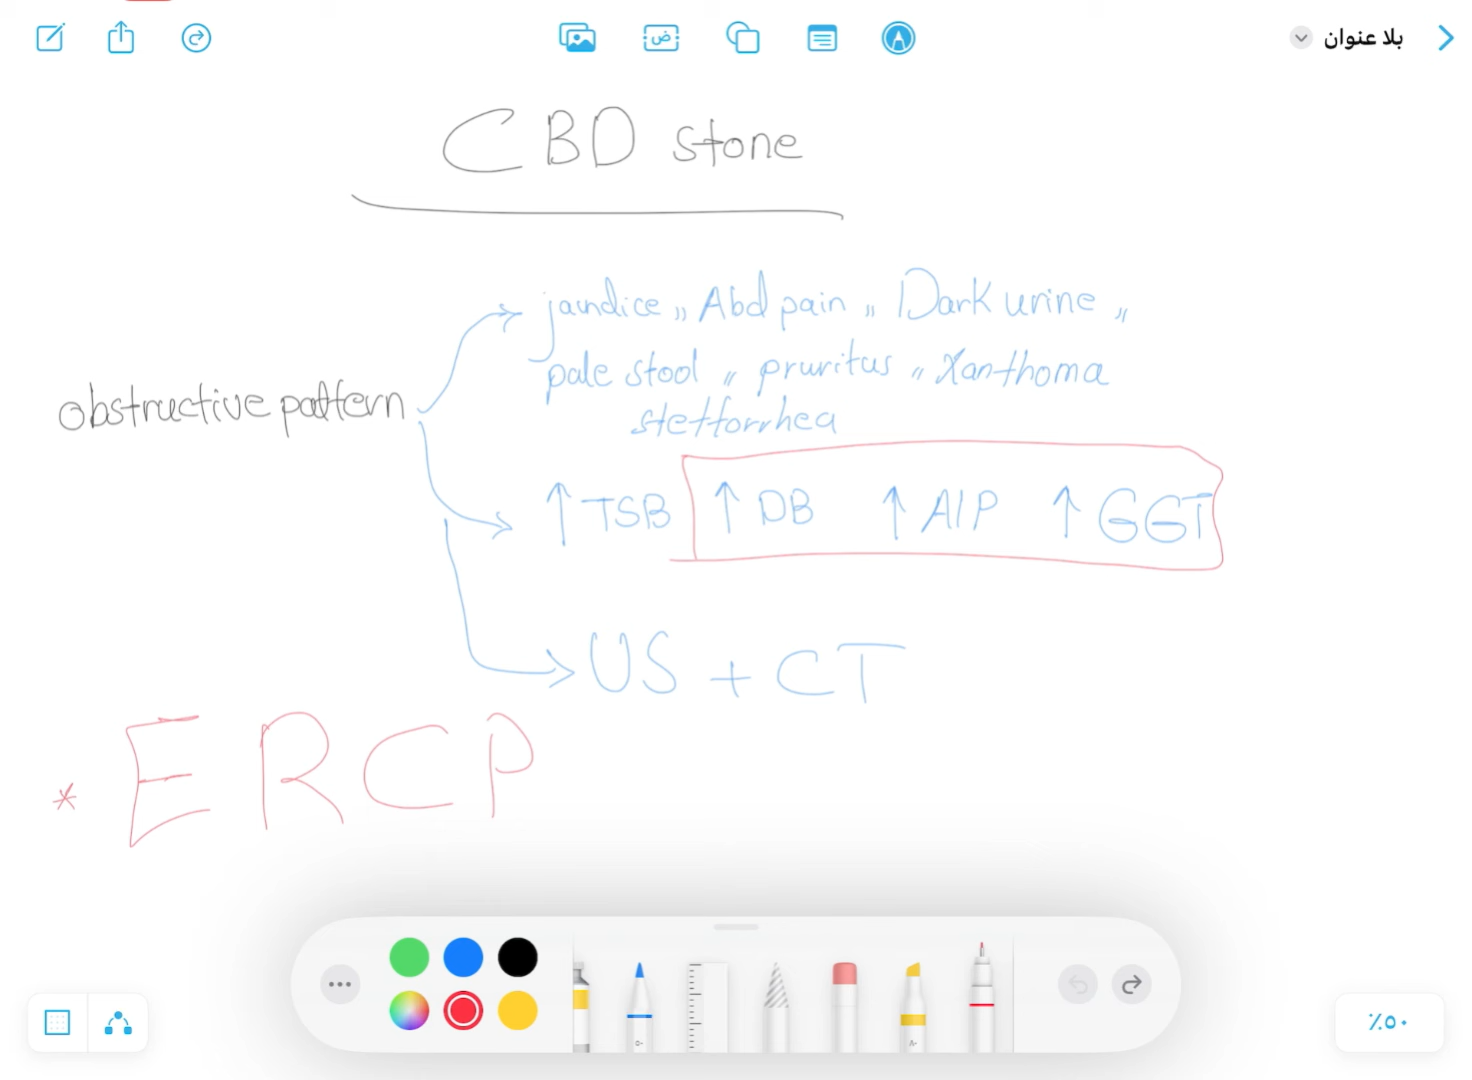 بلا عنوان
CBD stone
jaundice ,, Abd pain ,, Dark urine ,,
pale stool ,, pruritus ,, Xanthoma
stettorrhea
obstructive pattern
↑ TSB ↑ DB ↑ AlP ↑ GGT
US + CT
* ERCP
٪٥٠